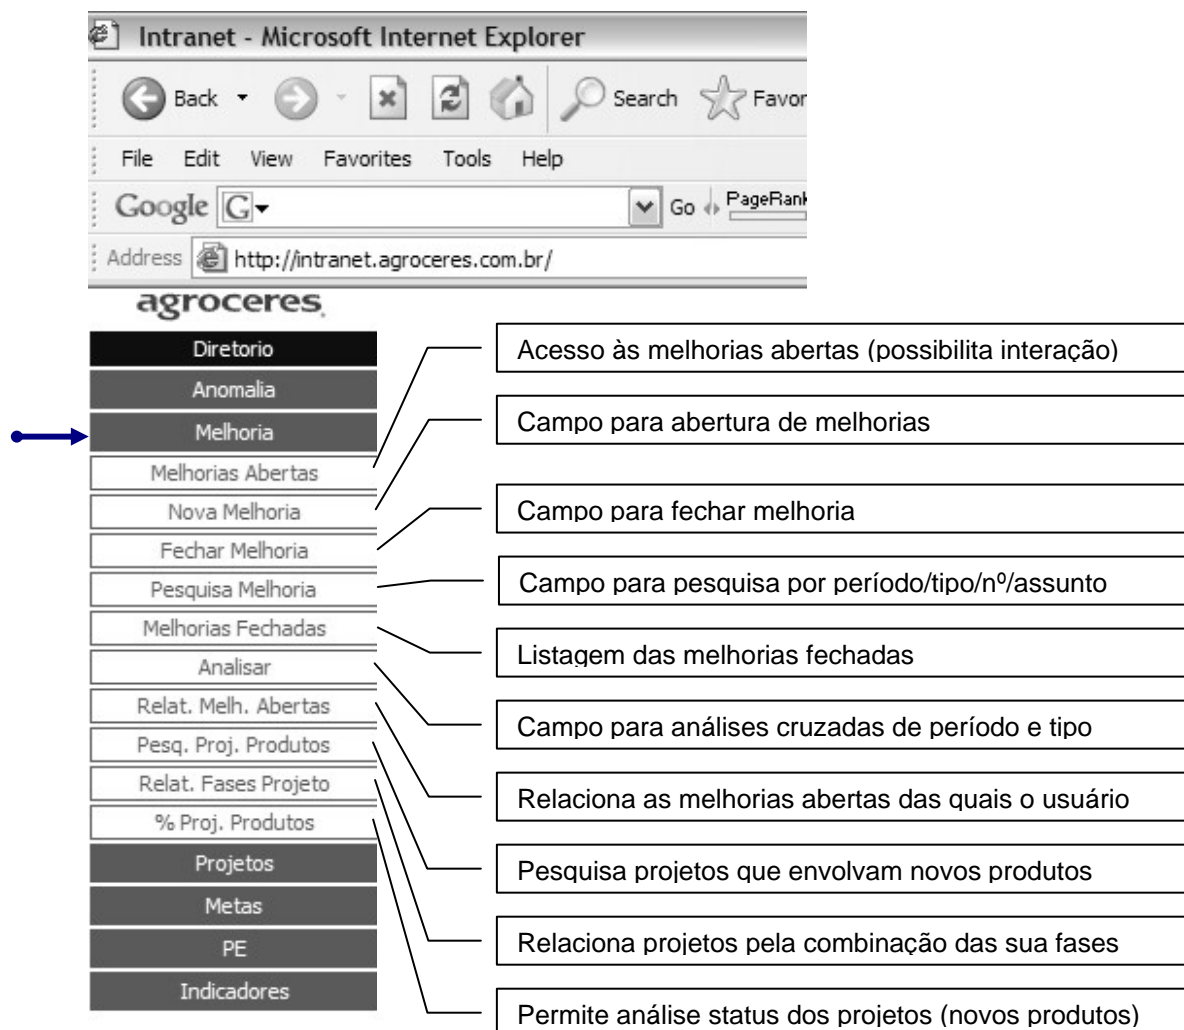 Intranet - Microsoft Internet Explorer
Back Search Favor
File Edit View Favorites Tools Help
Google G Go PageRank
Address http://intranet.agroceres.com.br/
agroceres
Diretorio
Anomalia
Melhoria
Melhorias Abertas
Nova Melhoria
Fechar Melhoria
Pesquisa Melhoria
Melhorias Fechadas
Analisar
Relat. Melh. Abertas
Pesq. Proj. Produtos
Relat. Fases Projeto
% Proj. Produtos
Projetos
Metas
PE
Indicadores
Acesso às melhorias abertas (possibilita interação)
Campo para abertura de melhorias
Campo para fechar melhoria
Campo para pesquisa por período/tipo/nº/assunto
Listagem das melhorias fechadas
Campo para análises cruzadas de período e tipo
Relaciona as melhorias abertas das quais o usuário
Pesquisa projetos que envolvam novos produtos
Relaciona projetos pela combinação das sua fases
Permite análise status dos projetos (novos produtos)